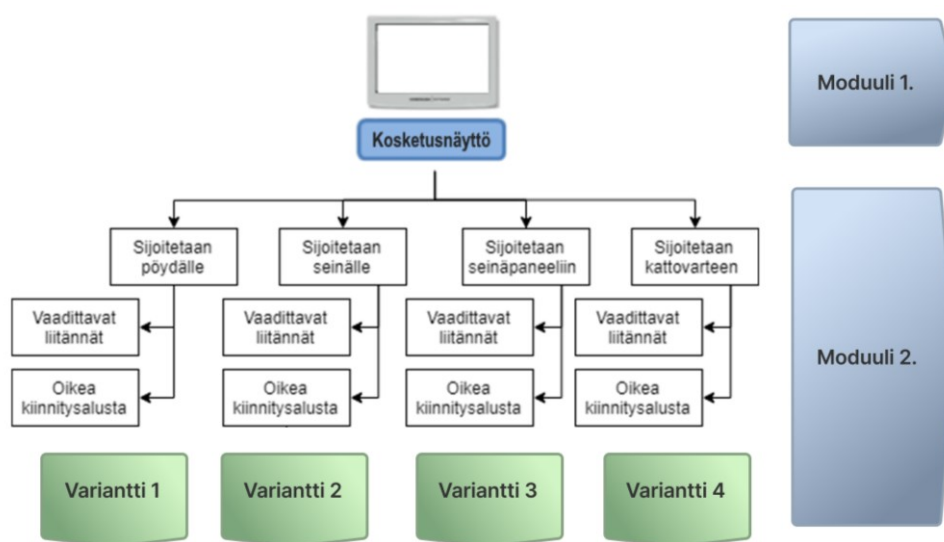 Moduuli 1.
Kosketusnäyttö
Sijoitetaan
pöydälle
Sijoitetaan
seinälle
Sijoitetaan
seinäpaneeliin
Sijoitetaan
kattovarteen
Vaadittavat
liitännät
Vaadittavat
liitännät
Vaadittavat
liitännät
Vaadittavat
liitännät
Moduuli 2.
Oikea
kiinnitysalusta
Oikea
kiinnitysalusta
Oikea
kiinnitysalusta
Oikea
kiinnitysalusta
Variantti 1
Variantti 2
Variantti 3
Variantti 4